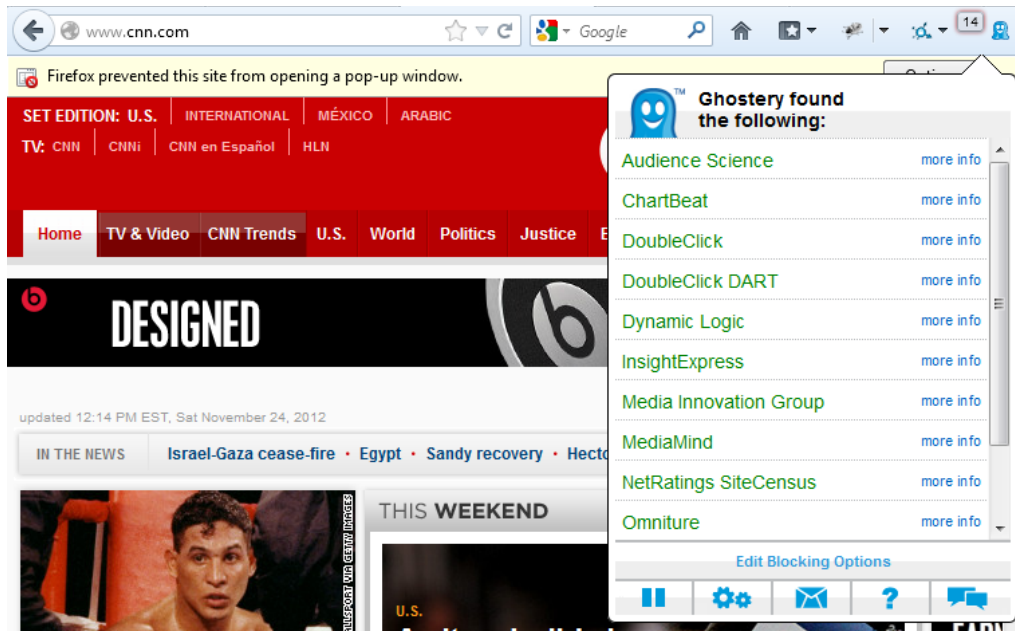 www.cnn.com
Google
14
Firefox prevented this site from opening a pop-up window.
SET EDITION: U.S. INTERNATIONAL MÉXICO ARABIC
TV: CNN CNNi CNN en Español HLN
Home TV & Video CNN Trends U.S. World Politics Justice
DESIGNED
updated 12:14 PM EST, Sat November 24, 2012
IN THE NEWS Israel-Gaza cease-fire • Egypt • Sandy recovery • Hecto
ALLSPORT VIA GETTY IMAGES
THIS WEEKEND
U.S.
Ghostery found
the following:
Audience Science more info
ChartBeat more info
DoubleClick more info
DoubleClick DART more info
Dynamic Logic more info
InsightExpress more info
Media Innovation Group more info
MediaMind more info
NetRatings SiteCensus more info
Omniture more info
Edit Blocking Options